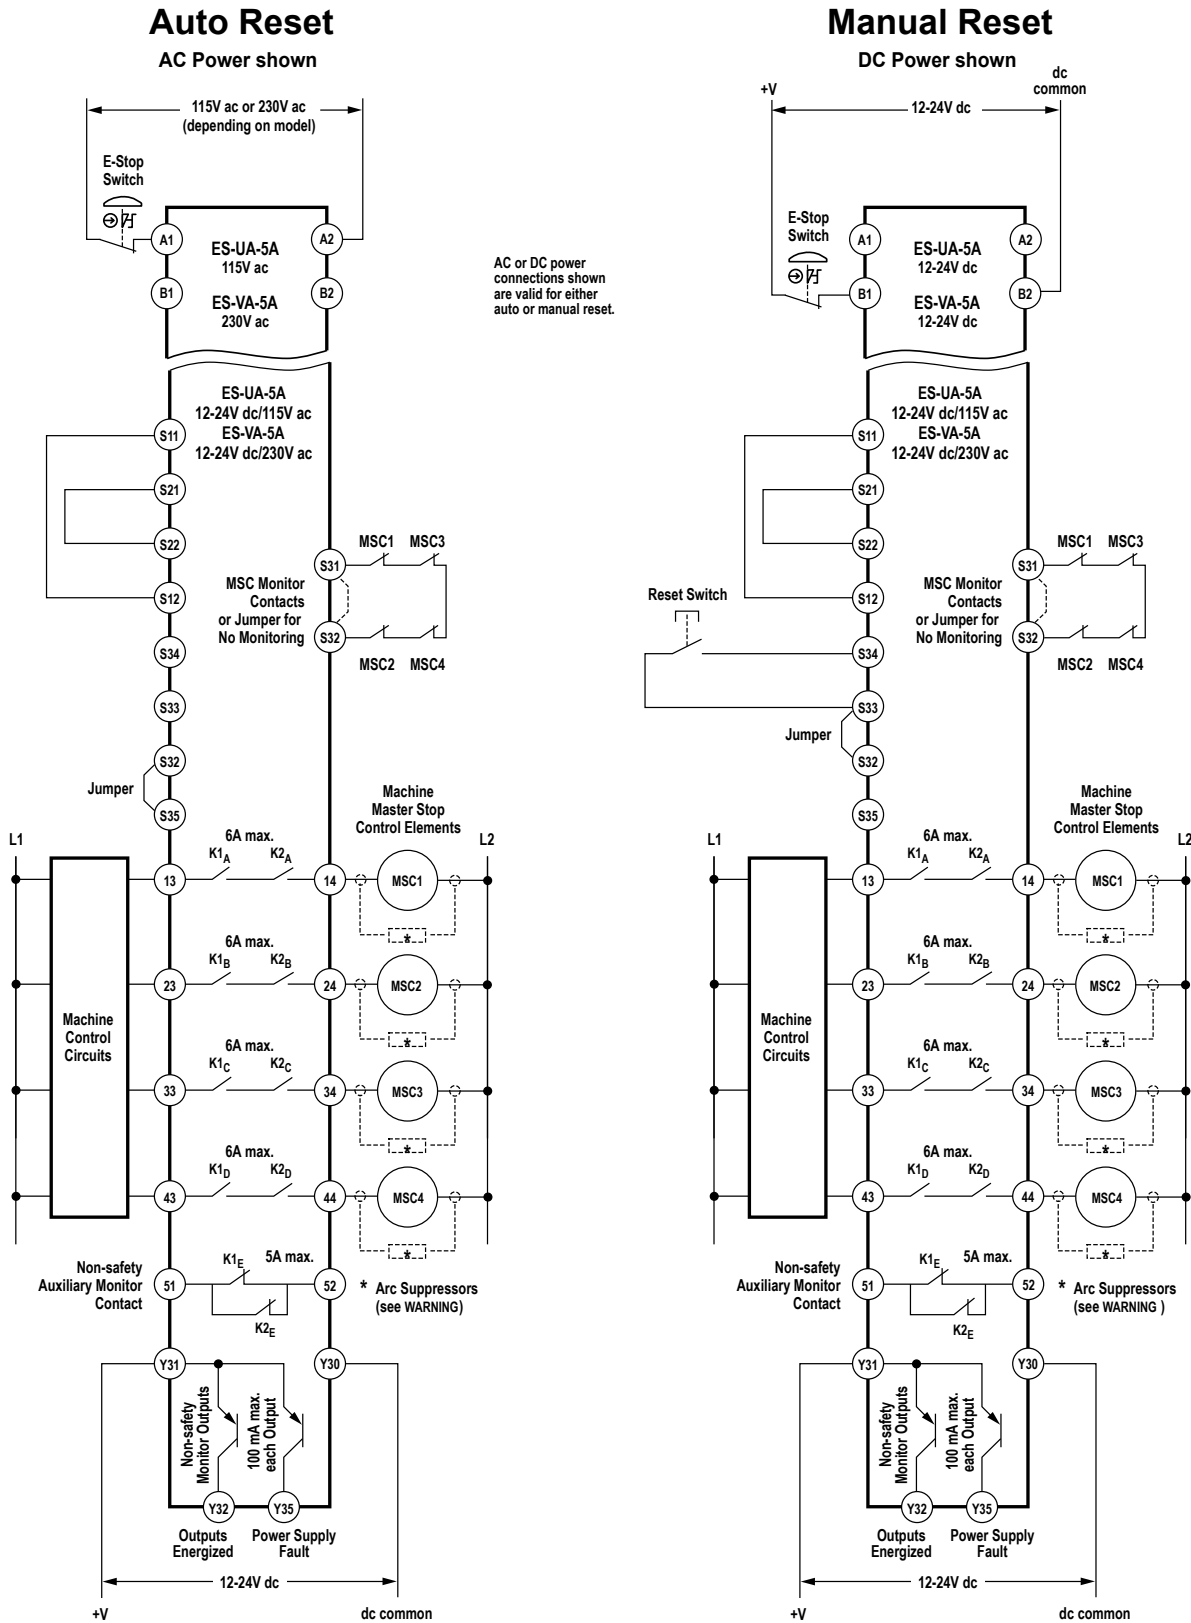 Auto Reset
AC Power shown
115V ac or 230V ac
(depending on model)
E-Stop
Switch
A1
ES-UA-5A
115V ac
A2
B1
ES-VA-5A
230V ac
B2
AC or DC power
connections shown
are valid for either
auto or manual reset.
ES-UA-5A
12-24V dc/115V ac
ES-VA-5A
12-24V dc/230V ac
S11
S21
S22
S12
S34
S33
S32
S35
Jumper
S31
S32
MSC1 MSC3
MSC Monitor
Contacts
or Jumper for
No Monitoring
MSC2 MSC4
Machine
Master Stop
Control Elements
L1
L2
Machine
Control
Circuits
6A max.
13 K1A K2A 14 MSC1
*
6A max.
23 K1B K2B 24 MSC2
*
6A max.
33 K1C K2C 34 MSC3
*
6A max.
43 K1D K2D 44 MSC4
*
Non-safety
Auxiliary Monitor
Contact
51 K1E 5A max. 52
K2E
* Arc Suppressors
(see WARNING)
Y31 Y30
Non-safety
Monitor Outputs
100 mA max.
each Output
Y32 Y35
Outputs
Energized
Power Supply
Fault
12-24V dc
+V dc common
Manual Reset
DC Power shown
+V
dc
common
12-24V dc
E-Stop
Switch
A1
ES-UA-5A
12-24V dc
A2
B1
ES-VA-5A
12-24V dc
B2
ES-UA-5A
12-24V dc/115V ac
ES-VA-5A
12-24V dc/230V ac
S11
S21
S22
S12
Reset Switch
S34
S33
Jumper
S32
S35
S31
S32
MSC1 MSC3
MSC Monitor
Contacts
or Jumper for
No Monitoring
MSC2 MSC4
Machine
Master Stop
Control Elements
L1
L2
Machine
Control
Circuits
6A max.
13 K1A K2A 14 MSC1
*
6A max.
23 K1B K2B 24 MSC2
*
6A max.
33 K1C K2C 34 MSC3
*
6A max.
43 K1D K2D 44 MSC4
*
Non-safety
Auxiliary Monitor
Contact
51 K1E 5A max. 52
K2E
* Arc Suppressors
(see WARNING )
Y31 Y30
Non-safety
Monitor Outputs
100 mA max.
each Output
Y32 Y35
Outputs
Energized
Power Supply
Fault
12-24V dc
+V dc common